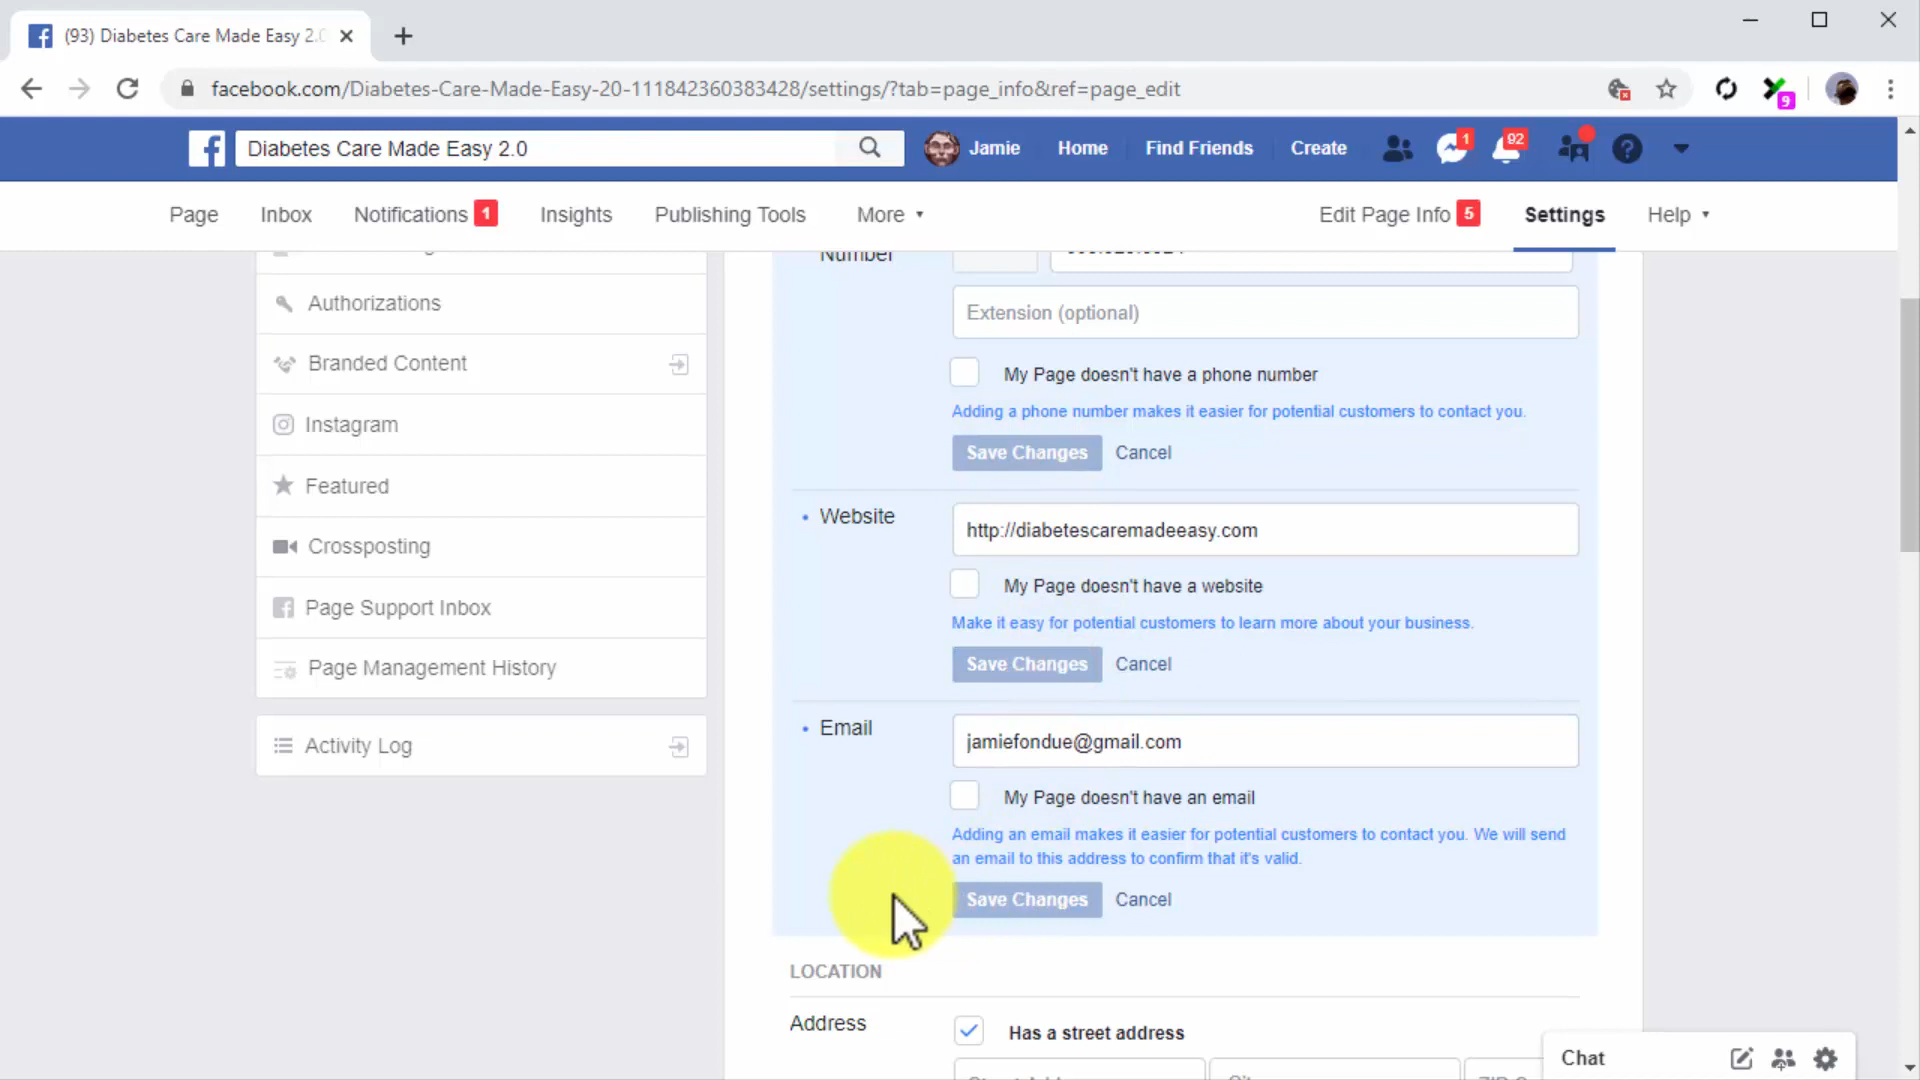 (93) Diabetes Care Made Easy 2.0
facebook.com/Diabetes-Care-Made-Easy-20-111842360383428/settings/?tab=page_info&ref=page_edit
9
Diabetes Care Made Easy 2.0
Jamie
Home
Find Friends
Create
1
92
Page
Inbox
Notifications 1
Insights
Publishing Tools
More
Edit Page Info 5
Settings
Help
Authorizations
Branded Content
Instagram
Featured
Crossposting
Page Support Inbox
Page Management History
Activity Log
Number
Extension (optional)
My Page doesn't have a phone number
Adding a phone number makes it easier for potential customers to contact you.
Save Changes Cancel
• Website
http://diabetescaremadeeasy.com
My Page doesn't have a website
Make it easy for potential customers to learn more about your business.
Save Changes Cancel
• Email
jamiefondue@gmail.com
My Page doesn't have an email
Adding an email makes it easier for potential customers to contact you. We will send
an email to this address to confirm that it's valid.
Save Changes Cancel
LOCATION
Address
Has a street address
Chat